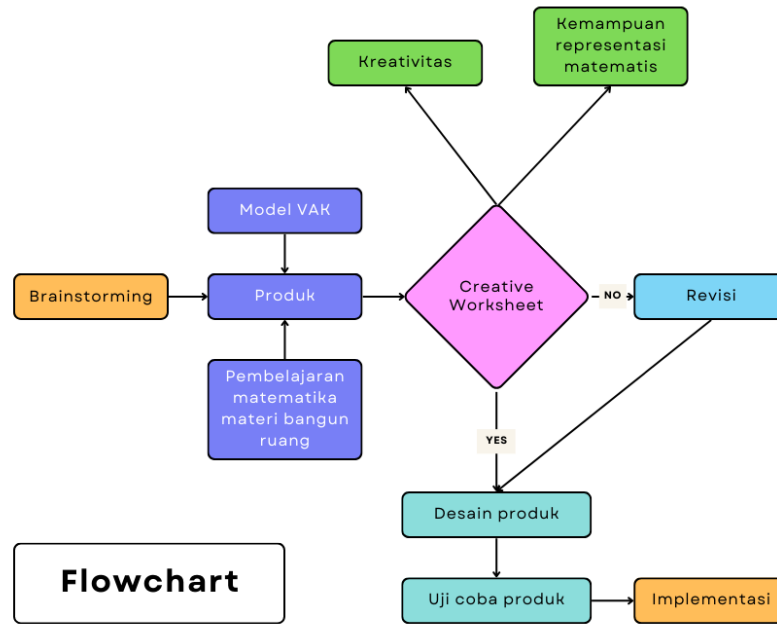 Kreativitas
Kemampuan
representasi
matematis
Model VAK
Brainstorming
Produk
Creative
Worksheet
NO
Revisi
Pembelajaran
matematika
materi bangun
ruang
YES
Desain produk
Flowchart
Uji coba produk
Implementasi